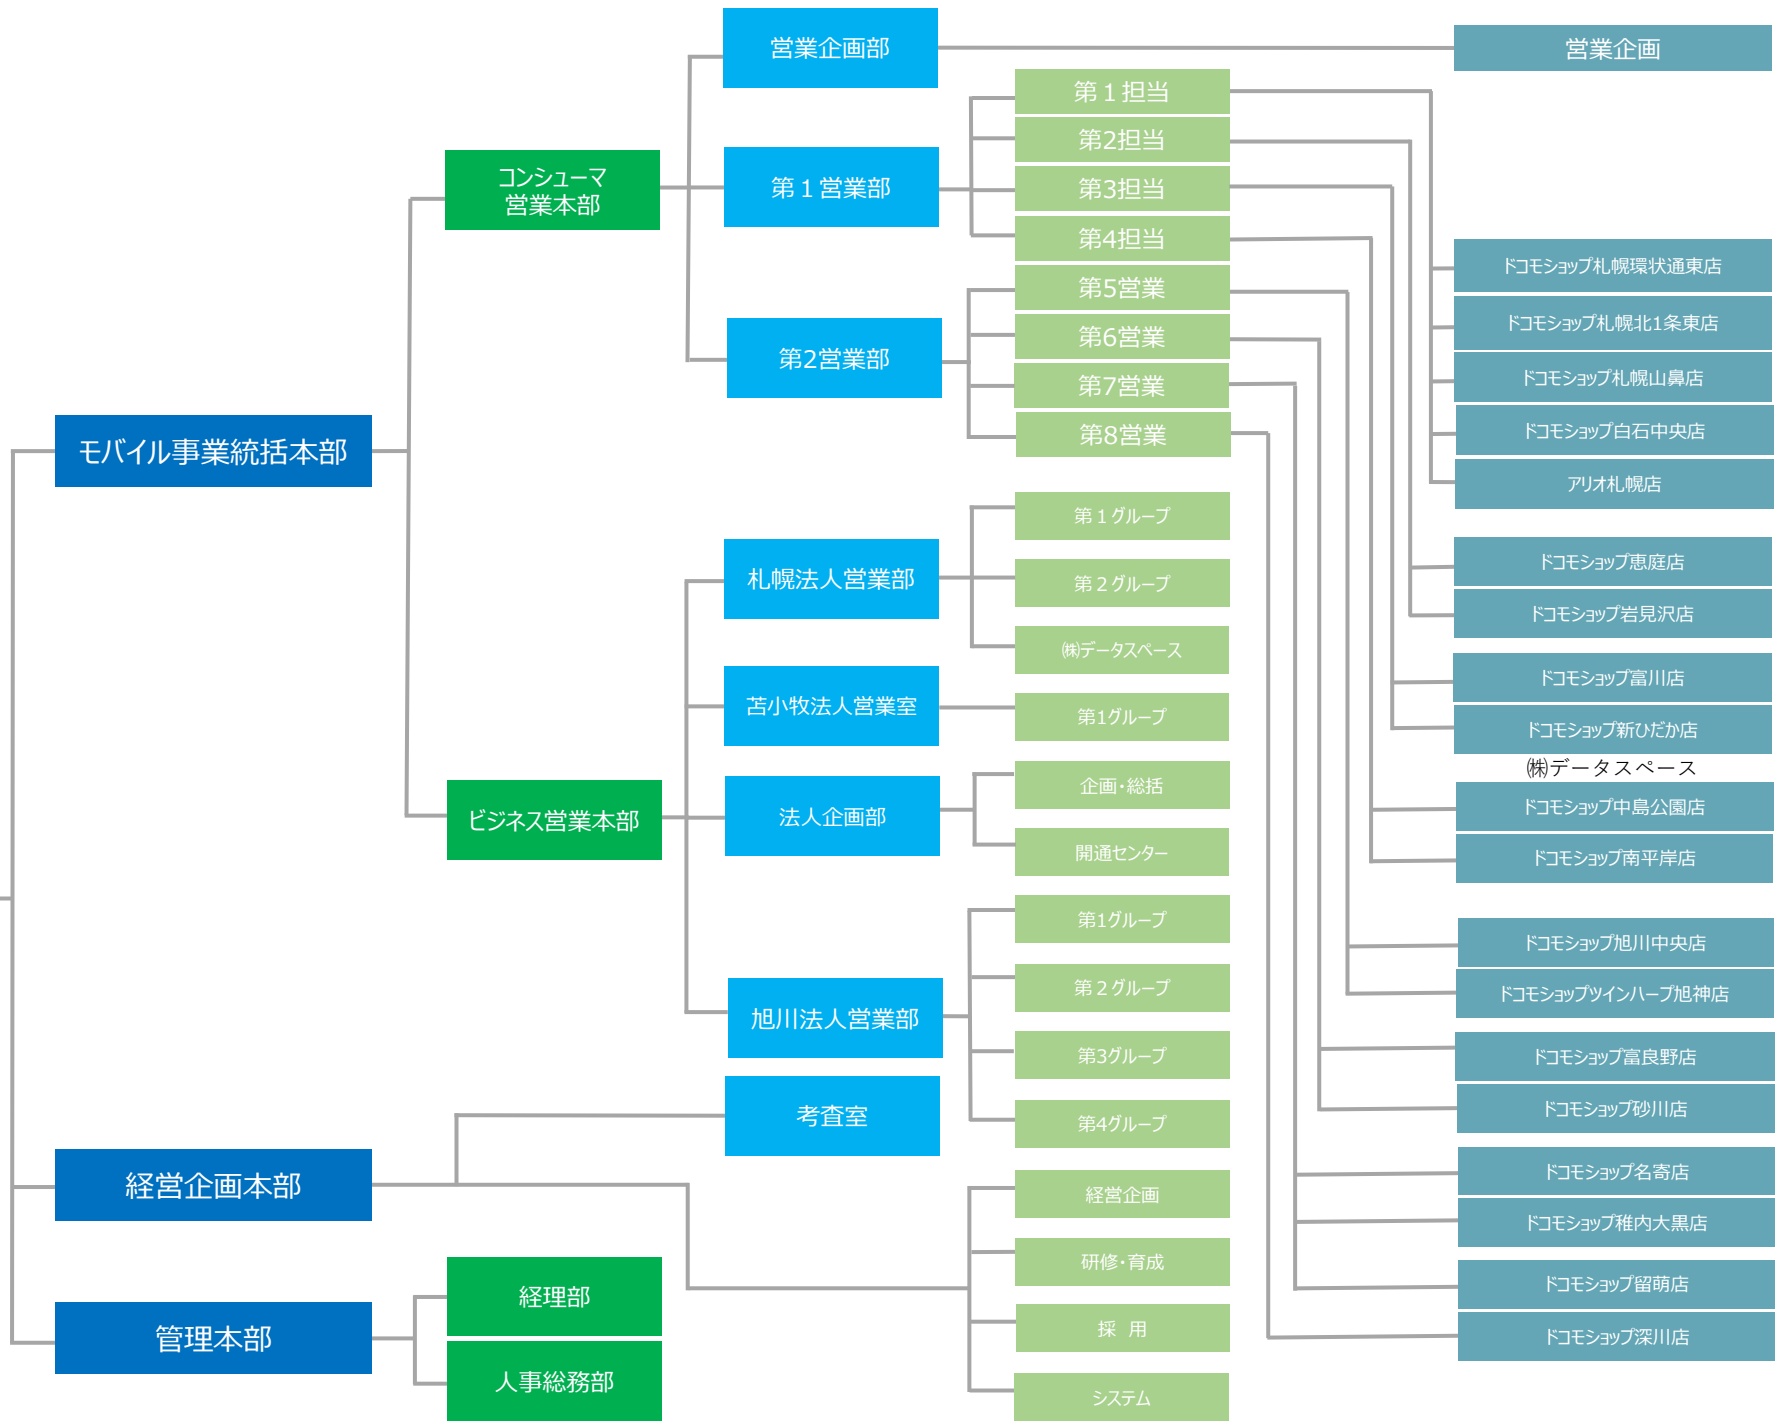 モバイル事業統括本部
経営企画本部
管理本部
コンシューマ
営業本部
ビジネス営業本部
経理部
人事総務部
営業企画部
第１営業部
第2営業部
札幌法人営業部
苫小牧法人営業室
法人企画部
旭川法人営業部
考査室
第１担当
第2担当
第3担当
第4担当
第5営業
第6営業
第7営業
第8営業
第１グループ
第２グループ
㈱データスペース
第1グループ
企画・総括
開通センター
第1グループ
第２グループ
第3グループ
第4グループ
経営企画
研修・育成
採　用
システム
営業企画
ドコモショップ札幌環状通東店
ドコモショップ札幌北1条東店
ドコモショップ札幌山鼻店
ドコモショップ白石中央店
アリオ札幌店
ドコモショップ恵庭店
ドコモショップ岩見沢店
ドコモショップ富川店
ドコモショップ新ひだか店
㈱データスペース
ドコモショップ中島公園店
ドコモショップ南平岸店
ドコモショップ旭川中央店
ドコモショップツインハープ旭神店
ドコモショップ富良野店
ドコモショップ砂川店
ドコモショップ名寄店
ドコモショップ稚内大黒店
ドコモショップ留萌店
ドコモショップ深川店